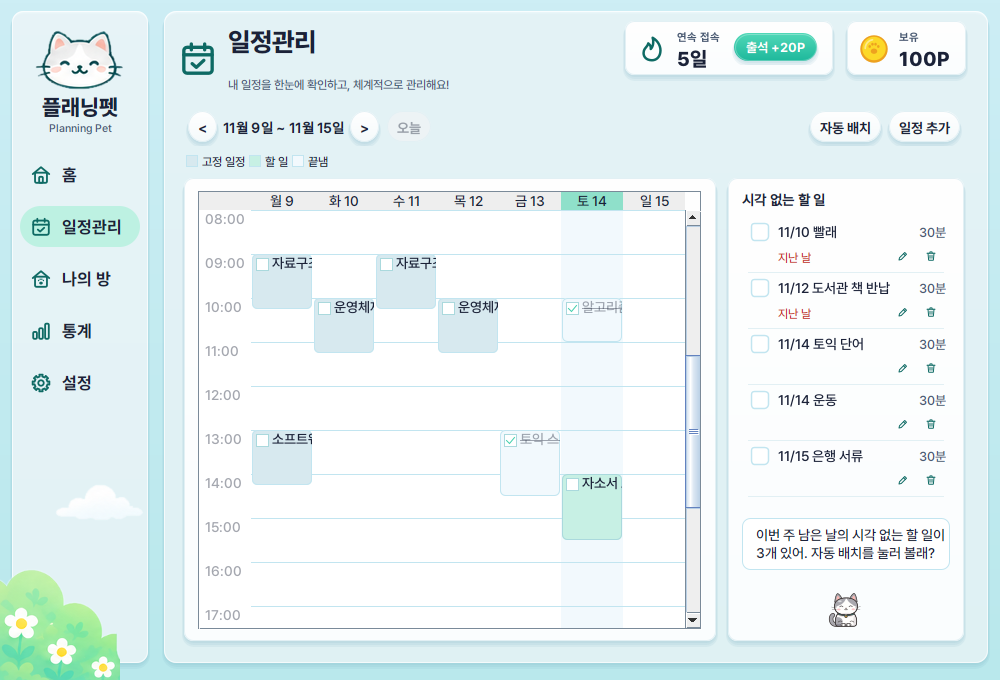 플래닝펫
Planning Pet
홈
일정관리
나의 방
통계
설정
일정관리
내 일정을 한눈에 확인하고, 체계적으로 관리해요!
연속 접속
5일
출석 +20P
보유
100P
< 11월 9일 ~ 11월 15일 > 오늘
자동 배치
일정 추가
고정 일정 할 일 끝냄
월 9 화 10 수 11 목 12 금 13 토 14 일 15
08:00
09:00
자료구조
자료구조
10:00
운영체제
운영체제
알고리즘
11:00
12:00
13:00
소프트웨
토익 스
14:00
자소서
15:00
16:00
17:00
시각 없는 할 일
11/10 빨래 30분
지난 날
11/12 도서관 책 반납 30분
지난 날
11/14 토익 단어 30분
11/14 운동 30분
11/15 은행 서류 30분
이번 주 남은 날의 시각 없는 할 일이
3개 있어. 자동 배치를 눌러 볼래?